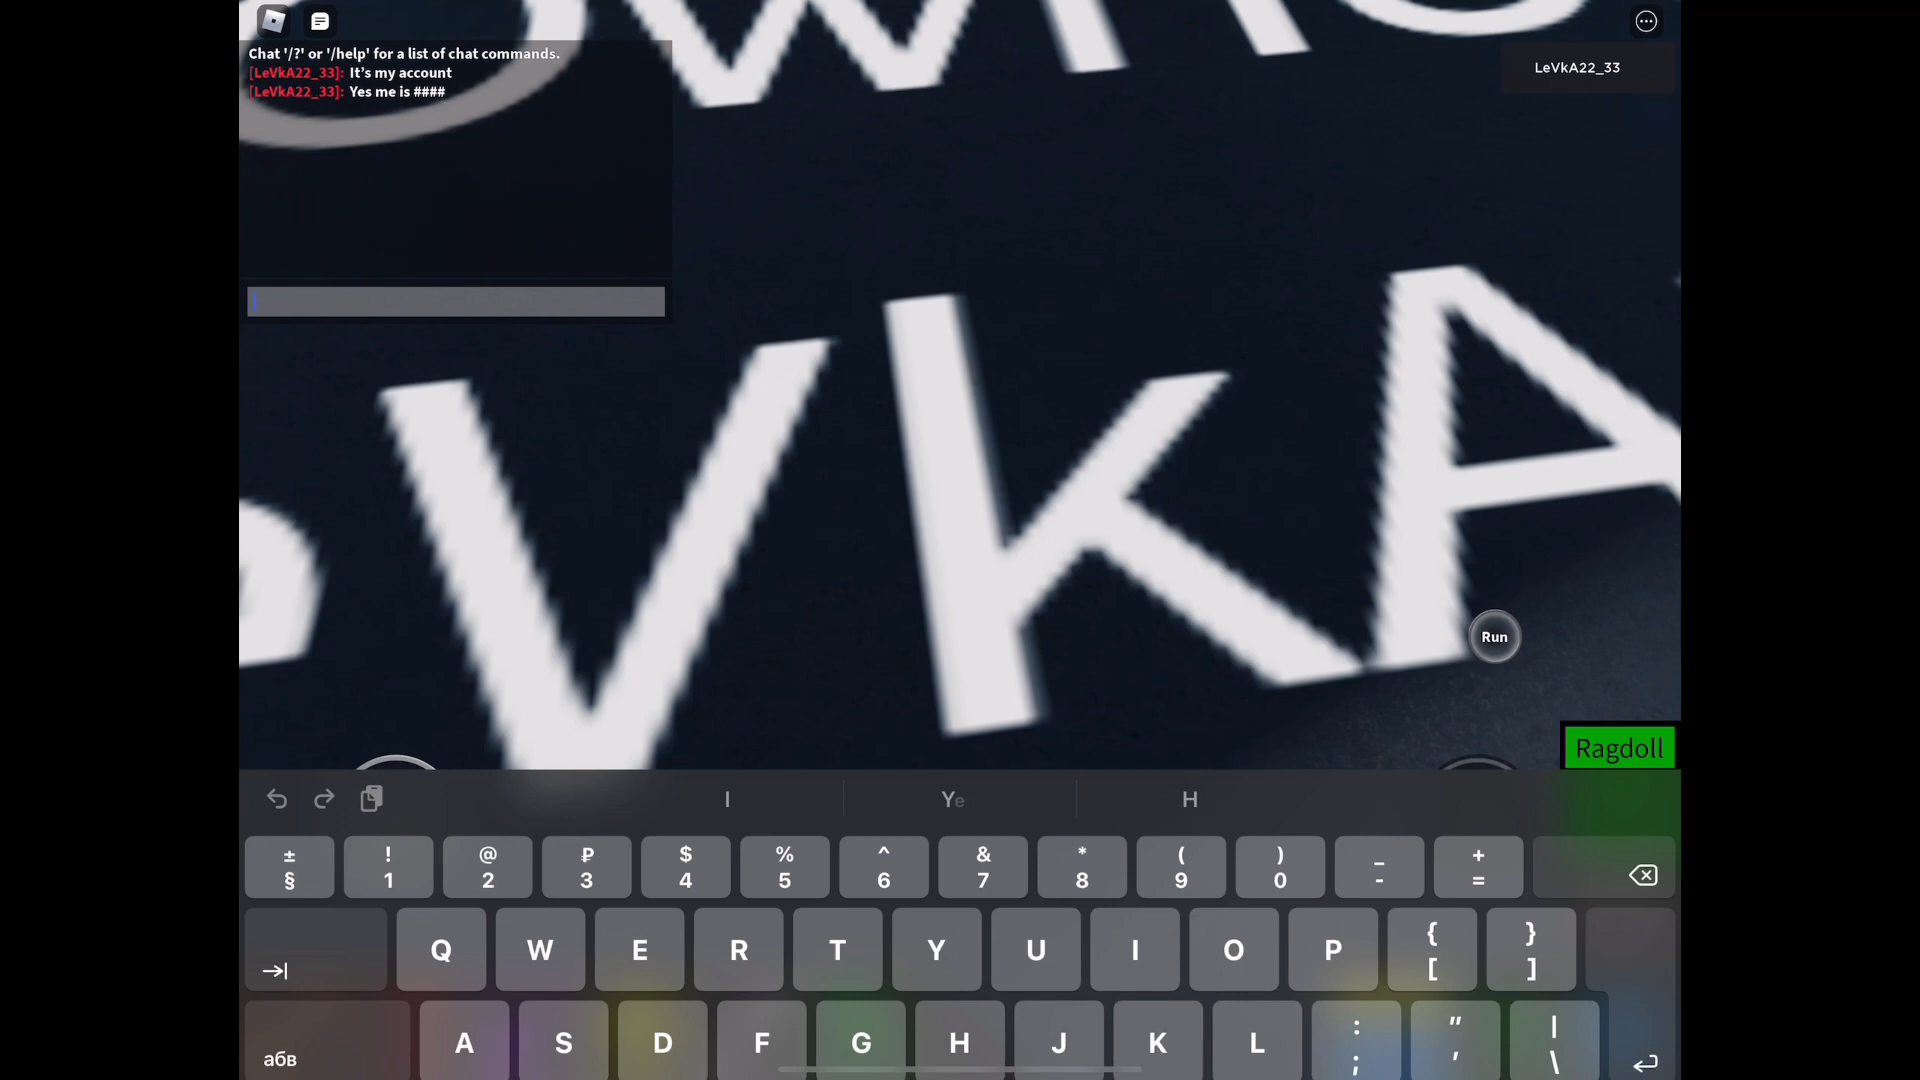 Chat '/?' or '/help' for a list of chat commands.
[LeVkA22_33]: It's my account
[LeVkA22_33]: Yes me is ####
LeVkA22_33
VkA
Run
Ragdoll
I Ye H
± ! @ ₽ $ % ^ & * ( ) _ +
§ 1 2 3 4 5 6 7 8 9 0 - =
Q W E R T Y U I O P { }
[ ]
A S D F G H J K L : " |
абв ; ' \